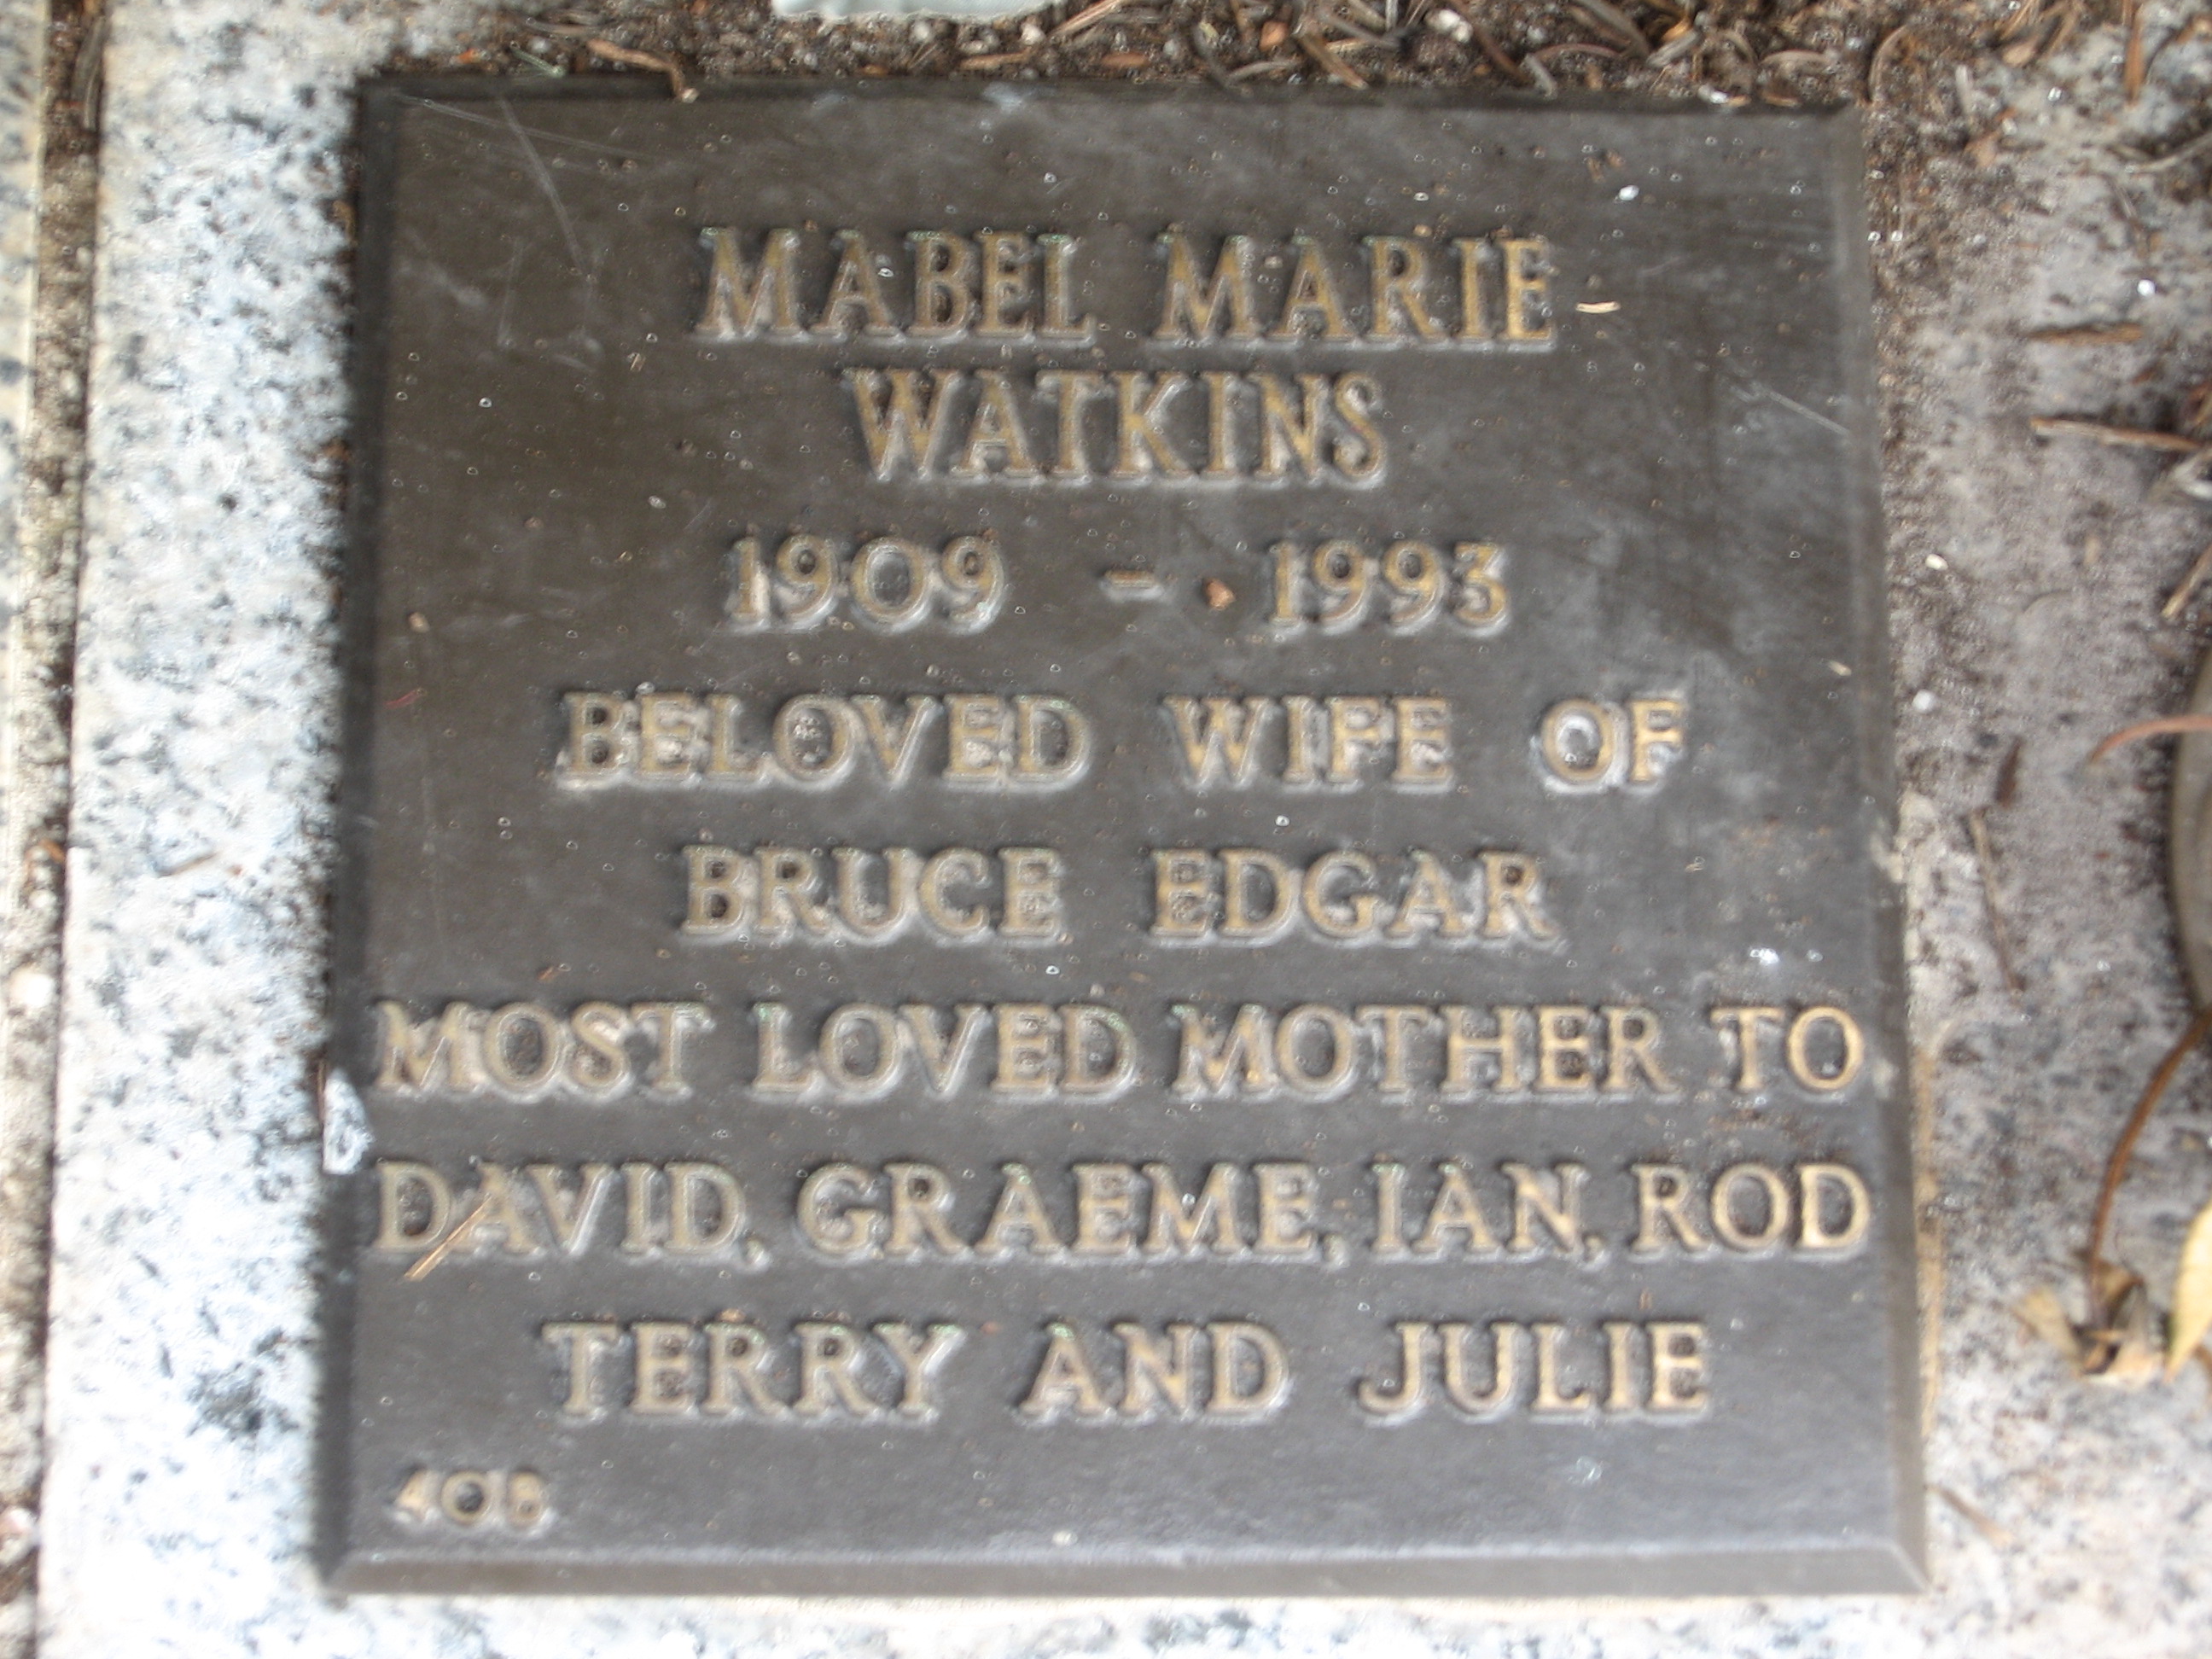 MABEL MARIE
WATKINS
1909 - 1993
BELOVED WIFE OF
BRUCE EDGAR
MOST LOVED MOTHER TO
DAVID, GRAEME, IAN, ROD
TERRY AND JULIE